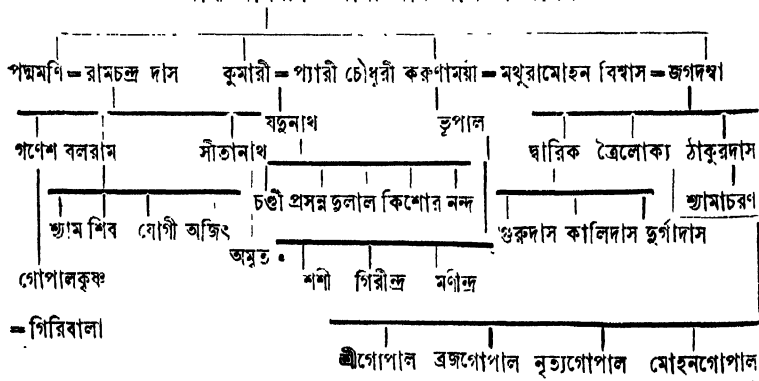 পদ্মমণি = রামচন্দ্র দাস কুমারী = প্যারী চৌধুরী করুণাময়ী = মথুরামোহন বিশ্বাস = জগদম্বা
যদুনাথ ভূপাল
গণেশ বলরাম সীতানাথ দ্বারিক ত্রৈলোক্য ঠাকুরদাস
চণ্ডী প্রসন্ন দুলাল কিশোর নন্দ শ্যামাচরণ
শ্যাম শিব যোগী অজিৎ গুরুদাস কালিদাস দুর্গাদাস
অমৃত
গোপালকৃষ্ণ শশী গিরীন্দ্র মণীন্দ্র
= গিরিবালা
শ্রীগোপাল ব্রজগোপাল নৃত্যগোপাল মোহনগোপাল